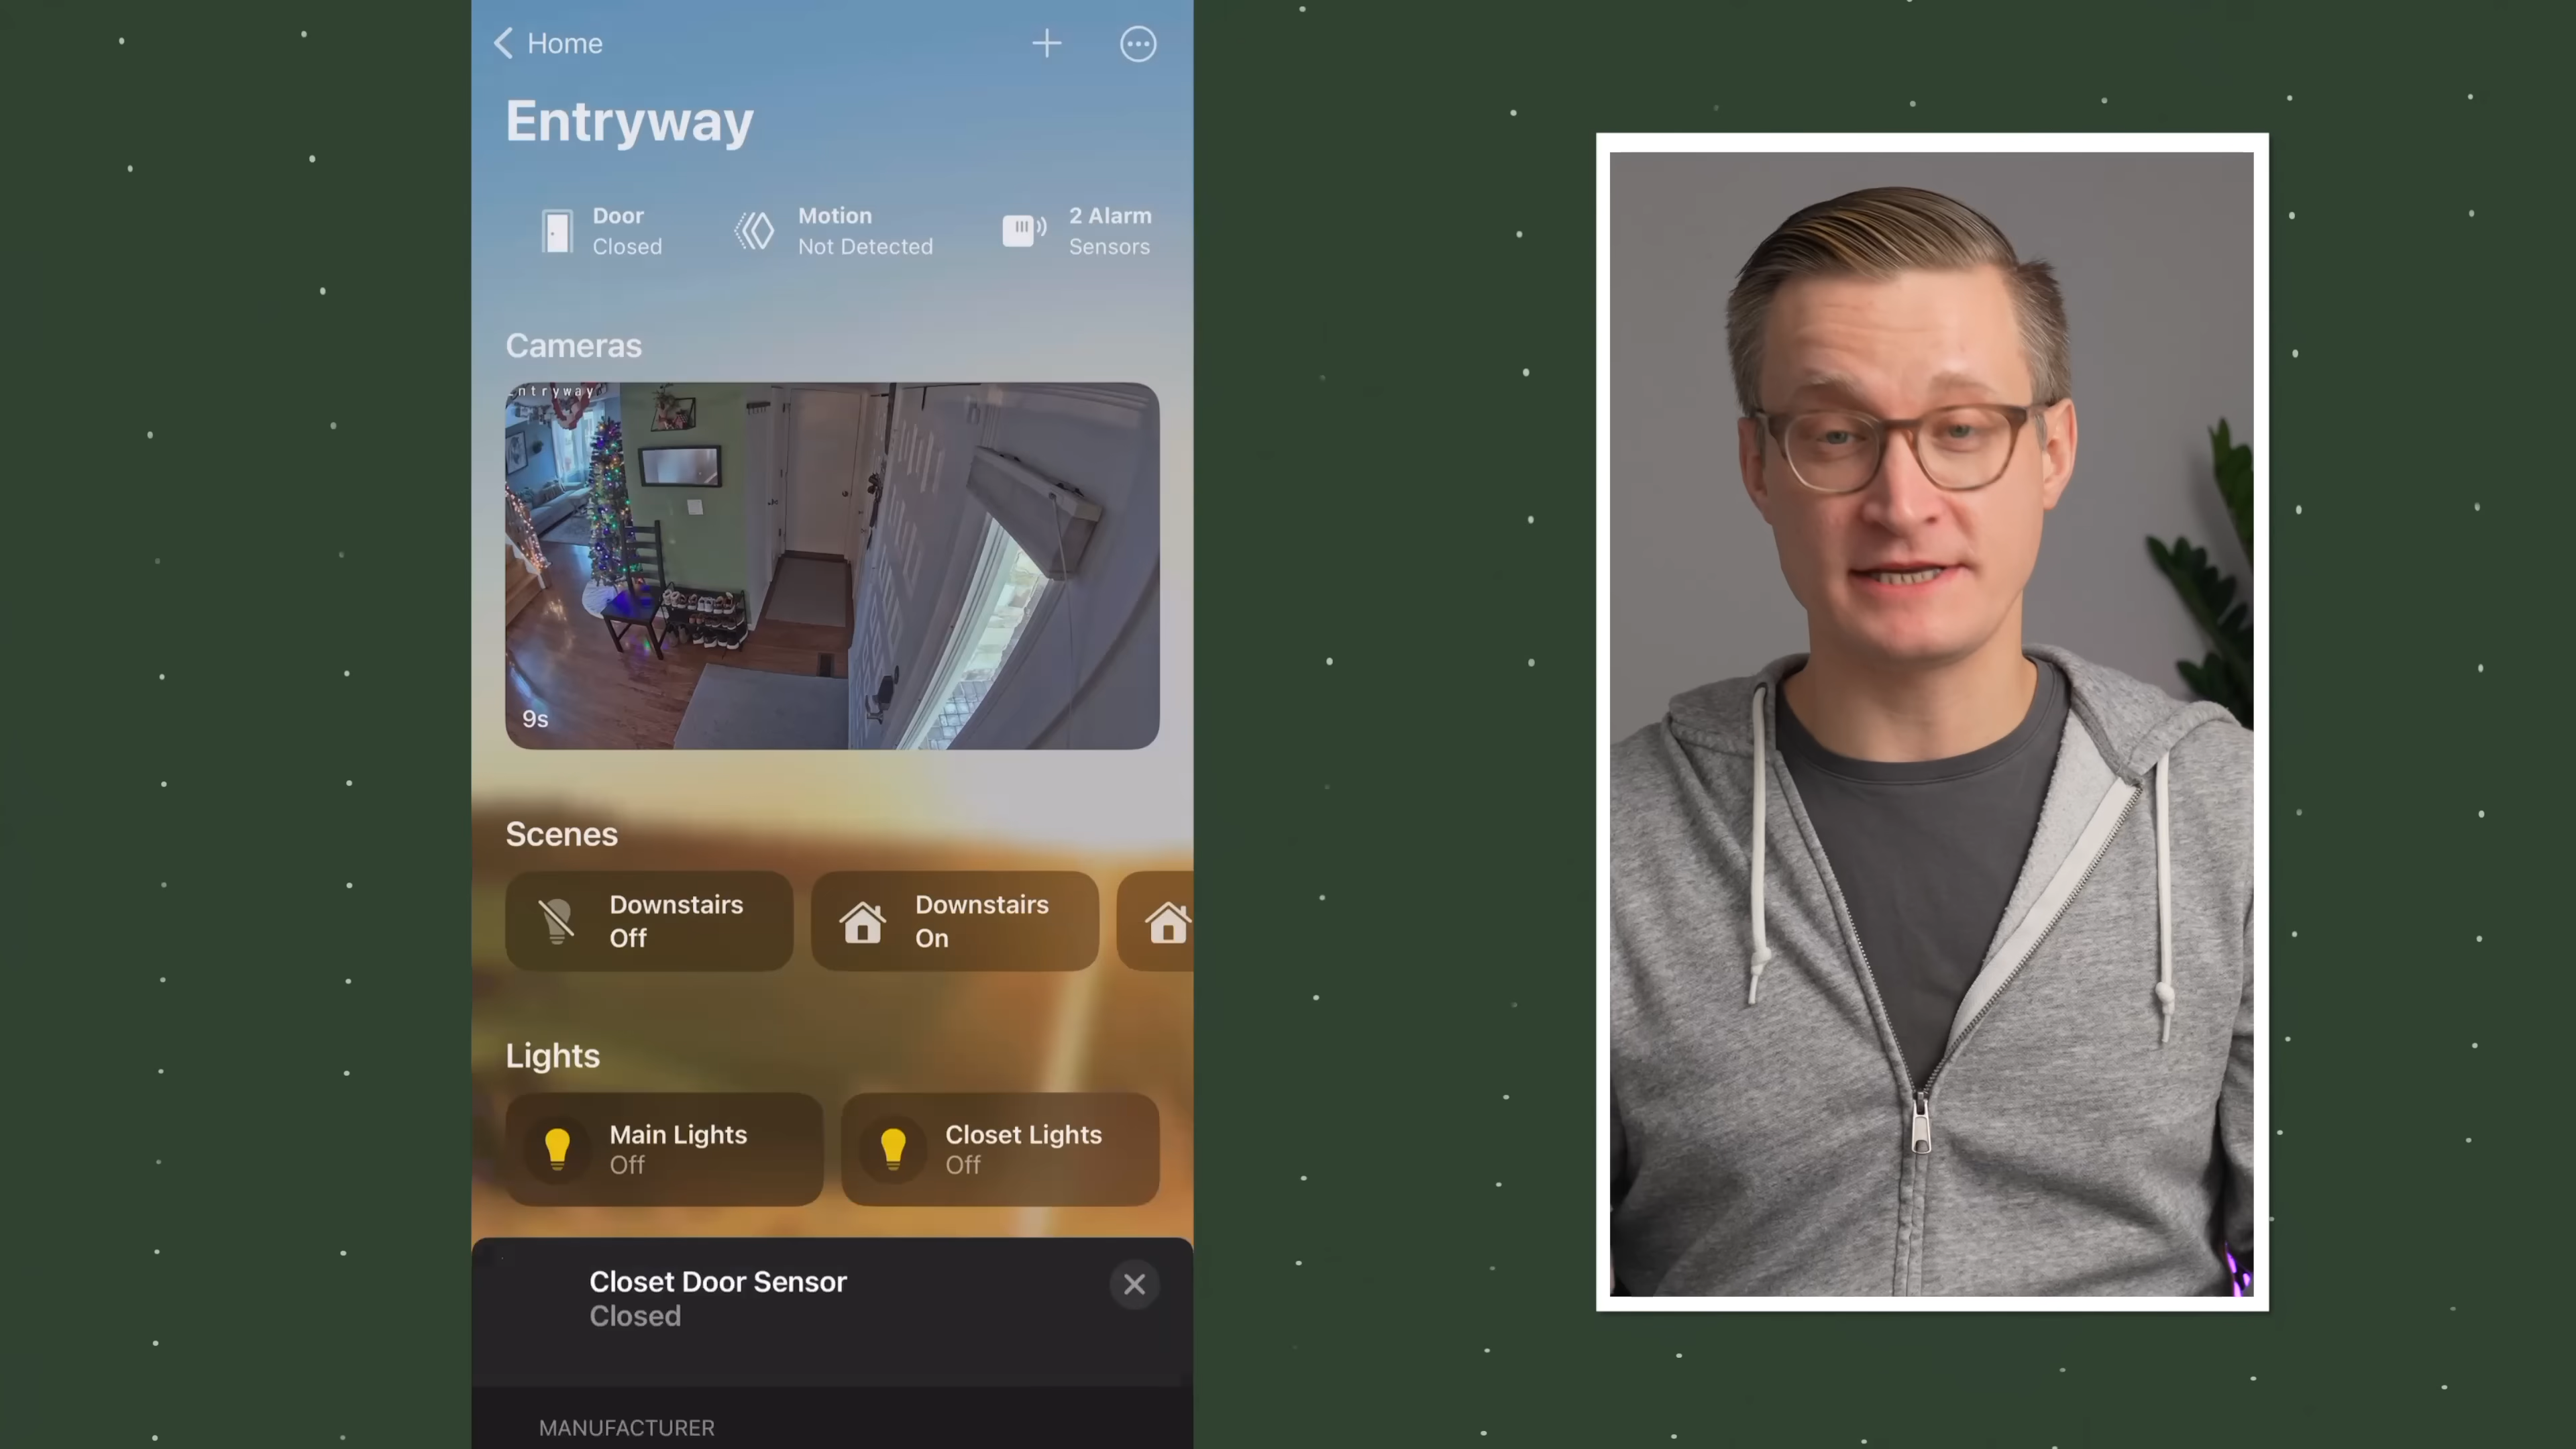 Home
Entryway
Door
Closed
Motion
Not Detected
2 Alarm
Sensors
Cameras
ntryway
9s
Scenes
Downstairs
Off
Downstairs
On
Lights
Main Lights
Off
Closet Lights
Off
Closet Door Sensor
Closed
MANUFACTURER